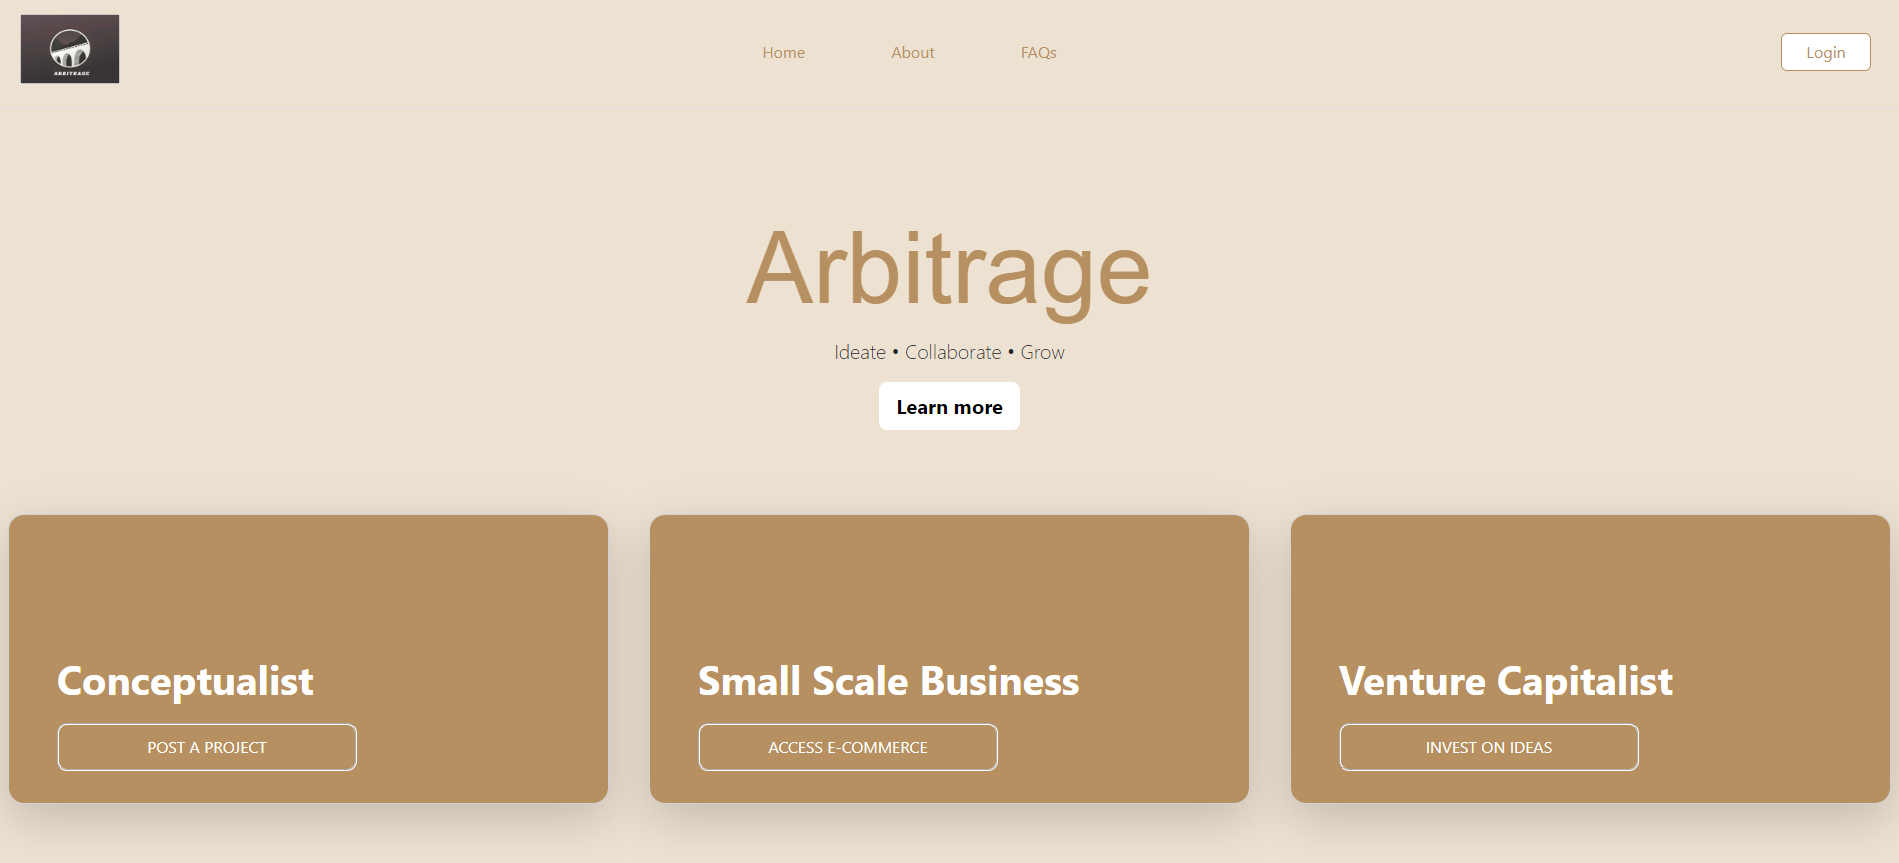 ARBITRAGE
Home About FAQs Login
Arbitrage
Ideate • Collaborate • Grow
Learn more
Conceptualist
POST A PROJECT
Small Scale Business
ACCESS E-COMMERCE
Venture Capitalist
INVEST ON IDEAS